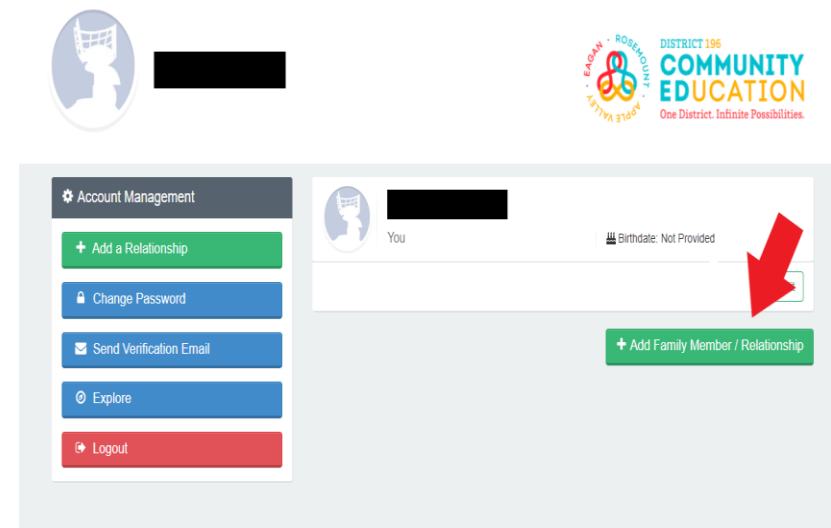 EAGAN · ROSEMOUNT · APPLE VALLEY
DISTRICT 196
COMMUNITY
EDUCATION
One District. Infinite Possibilities.
Account Management
Add a Relationship
Change Password
Send Verification Email
Explore
Logout
You
Birthdate: Not Provided
Add Family Member / Relationship